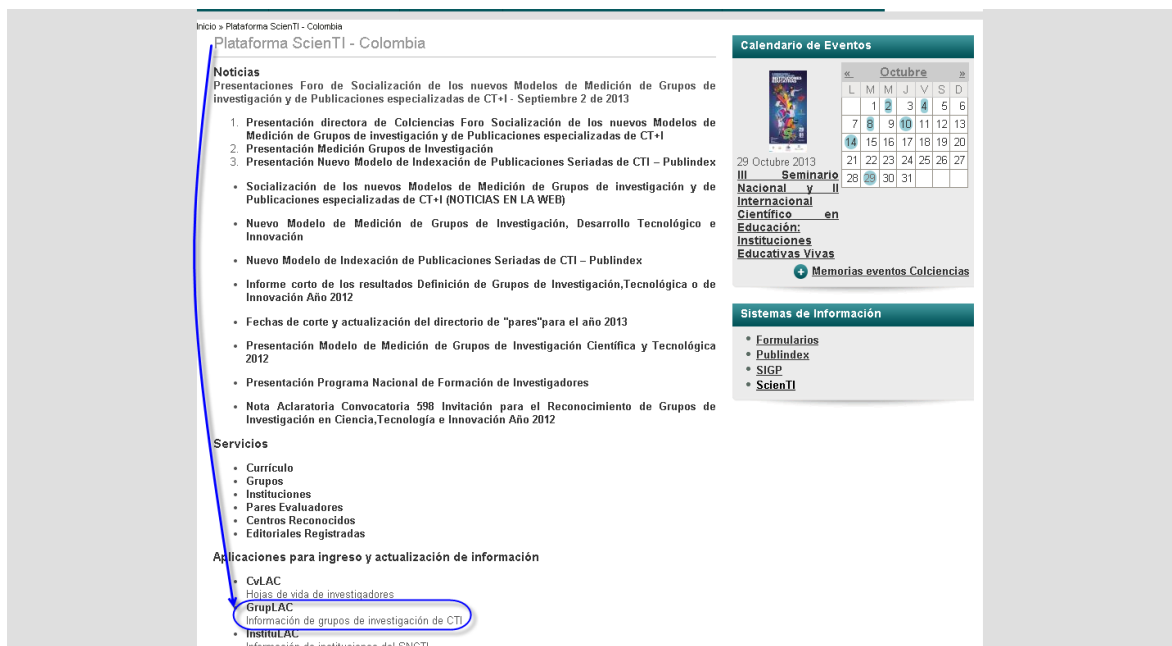 Inicio » Plataforma ScienTI - Colombia
Plataforma ScienTI - Colombia
Noticias
Presentaciones Foro de Socialización de los nuevos Modelos de Medición de Grupos de
investigación y de Publicaciones especializadas de CT+I - Septiembre 2 de 2013
1. Presentación directora de Colciencias Foro Socialización de los nuevos Modelos de
Medición de Grupos de investigación y de Publicaciones especializadas de CT+I
2. Presentación Medición Grupos de Investigación
3. Presentación Nuevo Modelo de Indexación de Publicaciones Seriadas de CTI – Publindex
• Socialización de los nuevos Modelos de Medición de Grupos de investigación y de
Publicaciones especializadas de CT+I (NOTICIAS EN LA WEB)
• Nuevo Modelo de Medición de Grupos de Investigación, Desarrollo Tecnológico e
Innovación
• Nuevo Modelo de Indexación de Publicaciones Seriadas de CTI – Publindex
• Informe corto de los resultados Definición de Grupos de Investigación,Tecnológica o de
Innovación Año 2012
• Fechas de corte y actualización del directorio de "pares"para el año 2013
• Presentación Modelo de Medición de Grupos de Investigación Científica y Tecnológica
2012
• Presentación Programa Nacional de Formación de Investigadores
• Nota Aclaratoria Convocatoria 598 Invitación para el Reconocimiento de Grupos de
Investigación en Ciencia,Tecnología e Innovación Año 2012
Servicios
• Currículo
• Grupos
• Instituciones
• Pares Evaluadores
• Centros Reconocidos
• Editoriales Registradas
Aplicaciones para ingreso y actualización de información
• CvLAC
Hojas de vida de investigadores
GrupLAC
Información de grupos de investigación de CTI
• InstituLAC
Información de instituciones del SNCTI
Calendario de Eventos
« Octubre »
L M M J V S D
1 2 3 4 5 6
7 8 9 10 11 12 13
14 15 16 17 18 19 20
21 22 23 24 25 26 27
28 29 30 31
29 Octubre 2013
III Seminario
Nacional y II
Internacional
Científico en
Educación:
Instituciones
Educativas Vivas
Memorias eventos Colciencias
Sistemas de Información
• Formularios
• Publindex
• SIGP
• ScienTI